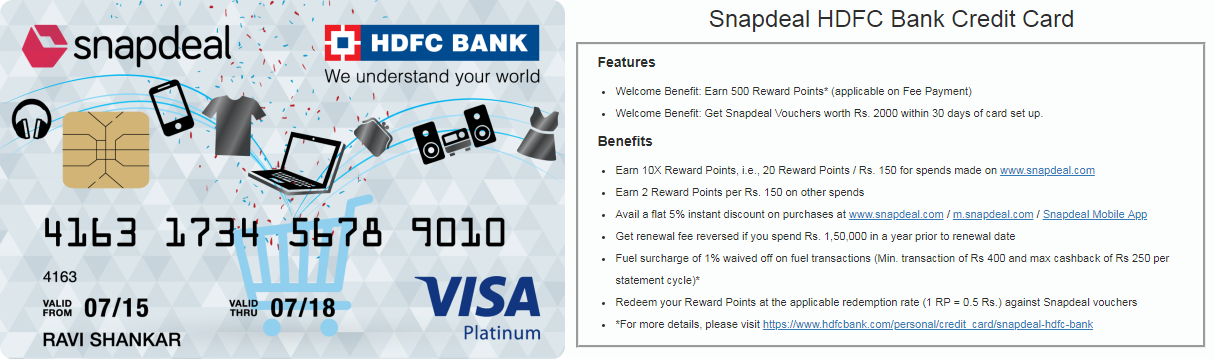 snapdeal
HDFC BANK
We understand your world
4163 1734 5678 9010
4163
VALID FROM 07/15 VALID THRU 07/18
RAVI SHANKAR
VISA
Platinum
Snapdeal HDFC Bank Credit Card
Features
• Welcome Benefit: Earn 500 Reward Points* (applicable on Fee Payment)
• Welcome Benefit: Get Snapdeal Vouchers worth Rs. 2000 within 30 days of card set up.
Benefits
• Earn 10X Reward Points, i.e., 20 Reward Points / Rs. 150 for spends made on www.snapdeal.com
• Earn 2 Reward Points per Rs. 150 on other spends
• Avail a flat 5% instant discount on purchases at www.snapdeal.com / m.snapdeal.com / Snapdeal Mobile App
• Get renewal fee reversed if you spend Rs. 1,50,000 in a year prior to renewal date
• Fuel surcharge of 1% waived off on fuel transactions (Min. transaction of Rs 400 and max cashback of Rs 250 per
statement cycle)*
• Redeem your Reward Points at the applicable redemption rate (1 RP = 0.5 Rs.) against Snapdeal vouchers
• *For more details, please visit https://www.hdfcbank.com/personal/credit_card/snapdeal-hdfc-bank